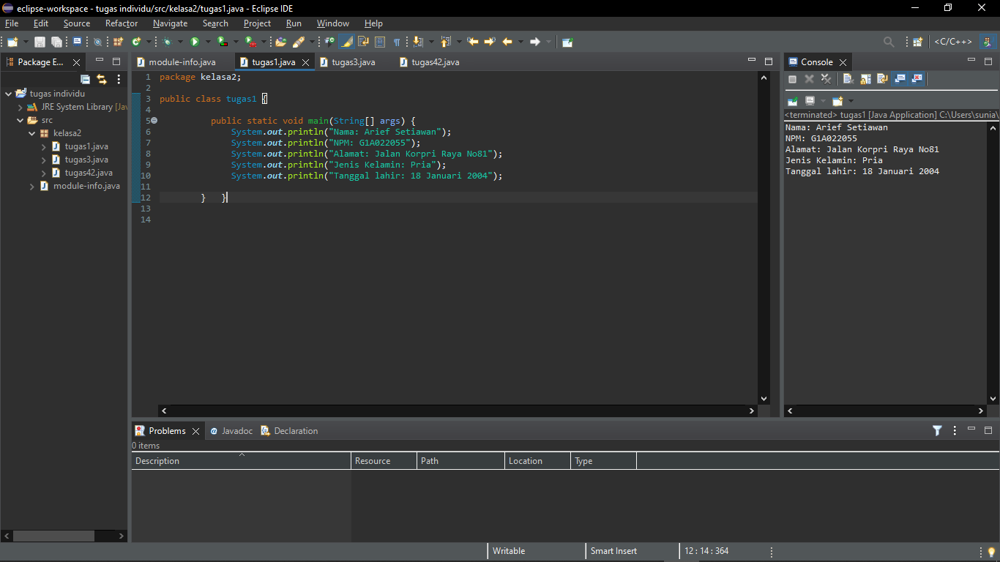 eclipse-workspace - tugas individu/src/kelasa2/tugas1.java - Eclipse IDE
File Edit Source Refactor Navigate Search Project Run Window Help
<C/C++>
Package E...
tugas individu
JRE System Library [Jav
src
kelasa2
tugas1.java
tugas3.java
tugas42.java
module-info.java
module-info.java tugas1.java tugas3.java tugas42.java
1 package kelasa2;
2
3 public class tugas1 {
4
5 public static void main(String[] args) {
6 System.out.println("Nama: Arief Setiawan");
7 System.out.println("NPM: G1A022055");
8 System.out.println("Alamat: Jalan Korpri Raya No81");
9 System.out.println("Jenis Kelamin: Pria");
10 System.out.println("Tanggal lahir: 18 Januari 2004");
11
12 } }
13
14
Console
<terminated> tugas1 [Java Application] C:\Users\sunia\
Nama: Arief Setiawan
NPM: G1A022055
Alamat: Jalan Korpri Raya No81
Jenis Kelamin: Pria
Tanggal lahir: 18 Januari 2004
Problems Javadoc Declaration
0 items
Description Resource Path Location Type
Writable Smart Insert 12 : 14 : 364